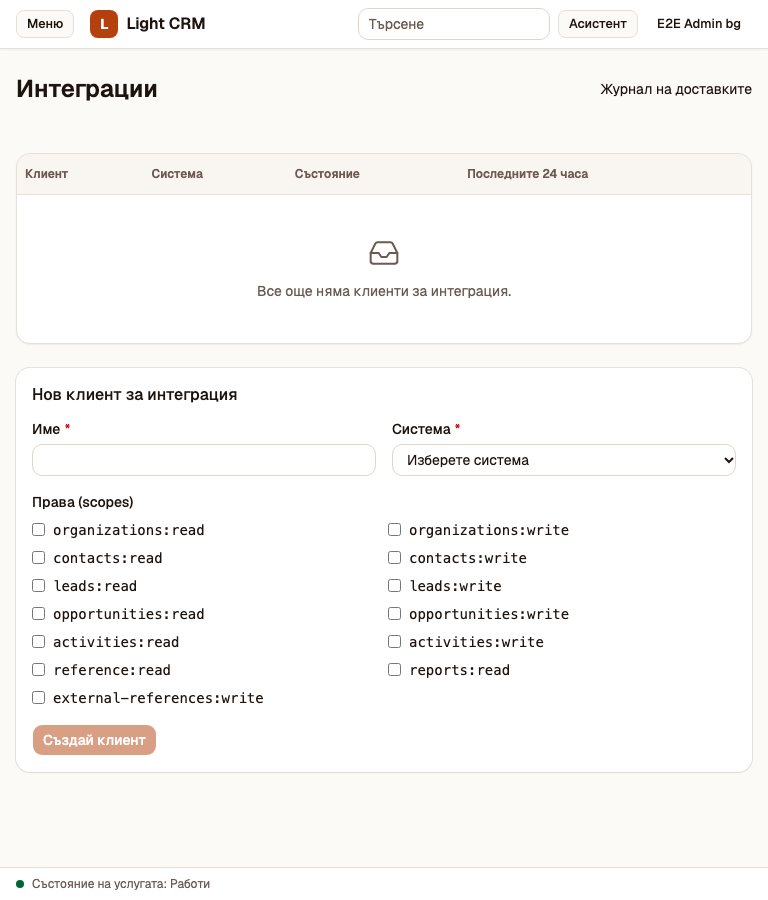 Меню
L
Light CRM
Търсене
Асистент
E2E Admin bg
Интеграции
Журнал на доставките
Клиент
Система
Състояние
Последните 24 часа
Все още няма клиенти за интеграция.
Нов клиент за интеграция
Име *
Система *
Изберете система
Права (scopes)
organizations:read
organizations:write
contacts:read
contacts:write
leads:read
leads:write
opportunities:read
opportunities:write
activities:read
activities:write
reference:read
reports:read
external-references:write
Създай клиент
Състояние на услугата: Работи